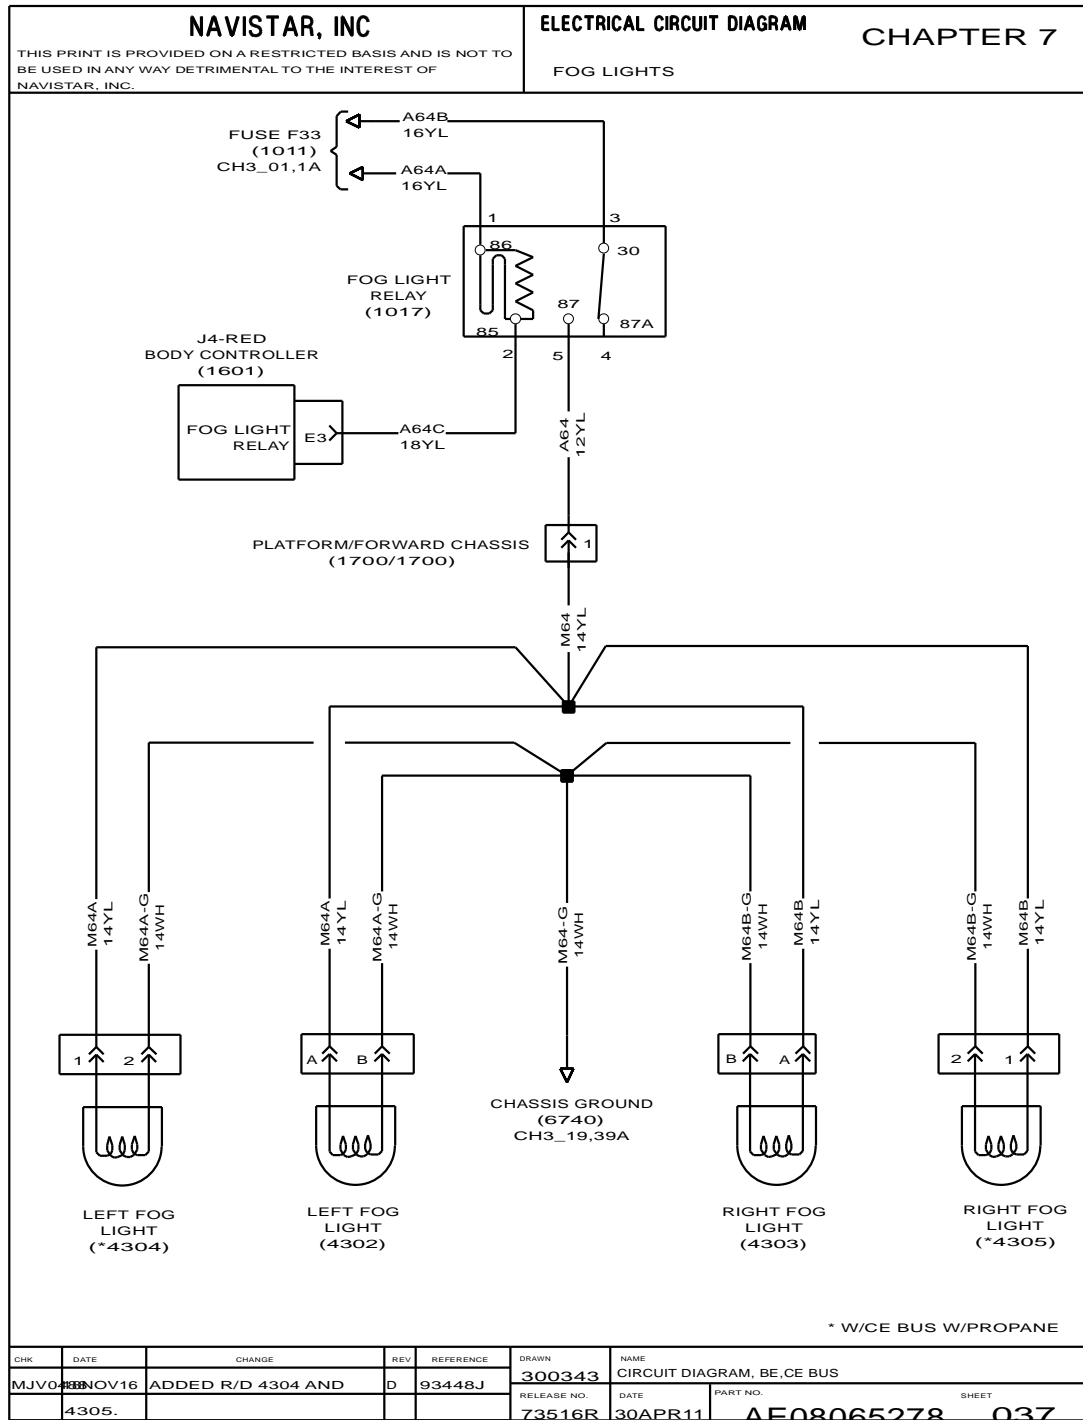 NAVISTAR, INC
THIS PRINT IS PROVIDED ON A RESTRICTED BASIS AND IS NOT TO
BE USED IN ANY WAY DETRIMENTAL TO THE INTEREST OF
NAVISTAR, INC.
ELECTRICAL CIRCUIT DIAGRAM
CHAPTER 7
FOG LIGHTS
FUSE F33
(1011)
CH3_01,1A
A64B
16YL
A64A
16YL
1
3
86
30
FOG LIGHT
RELAY
(1017)
87
85
87A
2
5
4
J4-RED
BODY CONTROLLER
(1601)
FOG LIGHT
RELAY
E3
A64C
18YL
A64
12YL
PLATFORM/FORWARD CHASSIS
(1700/1700)
1
M64
14YL
M64A
14YL
M64A-G
14WH
M64A
14YL
M64A-G
14WH
M64-G
14WH
M64B-G
14WH
M64B
14YL
M64B-G
14WH
M64B
14YL
1
2
A
B
B
A
2
1
CHASSIS GROUND
(6740)
CH3_19,39A
LEFT FOG
LIGHT
(*4304)
LEFT FOG
LIGHT
(4302)
RIGHT FOG
LIGHT
(4303)
RIGHT FOG
LIGHT
(*4305)
* W/CE BUS W/PROPANE
CHK DATE CHANGE REV REFERENCE
ADDED R/D 4304 AND D 93448J
4305.
DRAWN
300343
NAME
CIRCUIT DIAGRAM, BE,CE BUS
RELEASE NO.
73516R
DATE
30APR11
PART NO.
AE08065278
SHEET
037